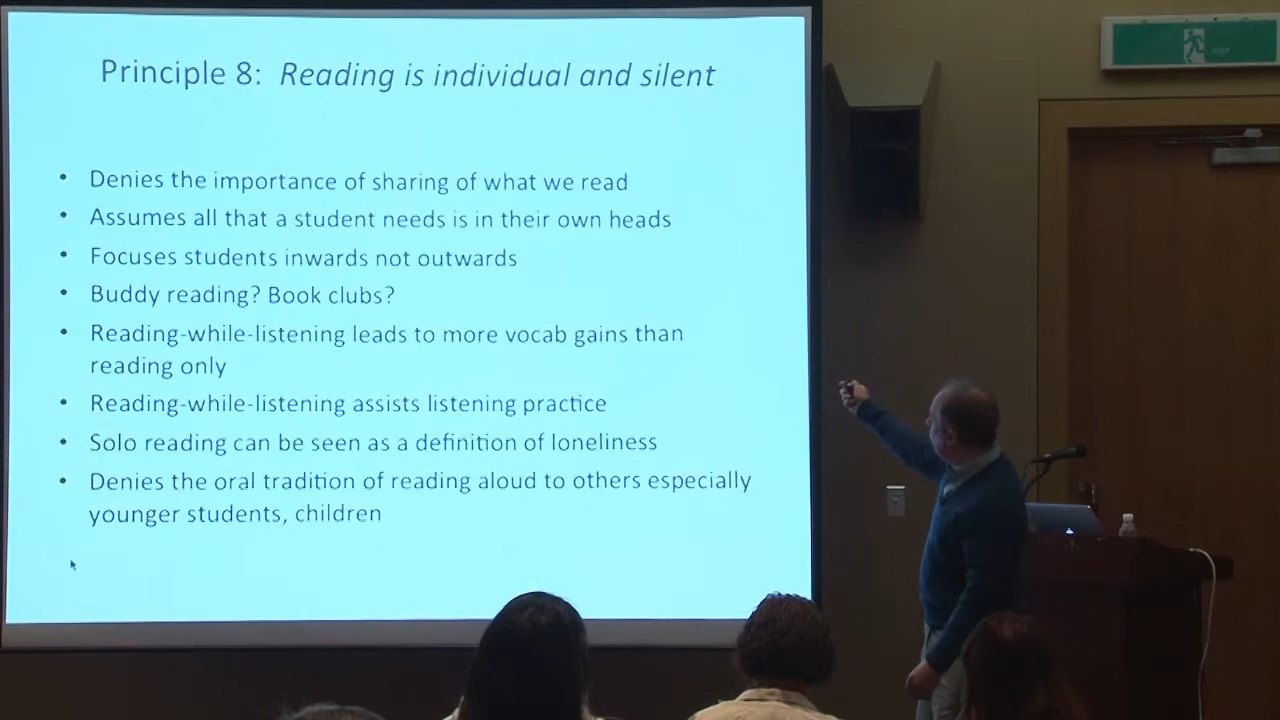 Principle 8: Reading is individual and silent
• Denies the importance of sharing of what we read
• Assumes all that a student needs is in their own heads
• Focuses students inwards not outwards
• Buddy reading? Book clubs?
• Reading-while-listening leads to more vocab gains than
reading only
• Reading-while-listening assists listening practice
• Solo reading can be seen as a definition of loneliness
• Denies the oral tradition of reading aloud to others especially
younger students, children